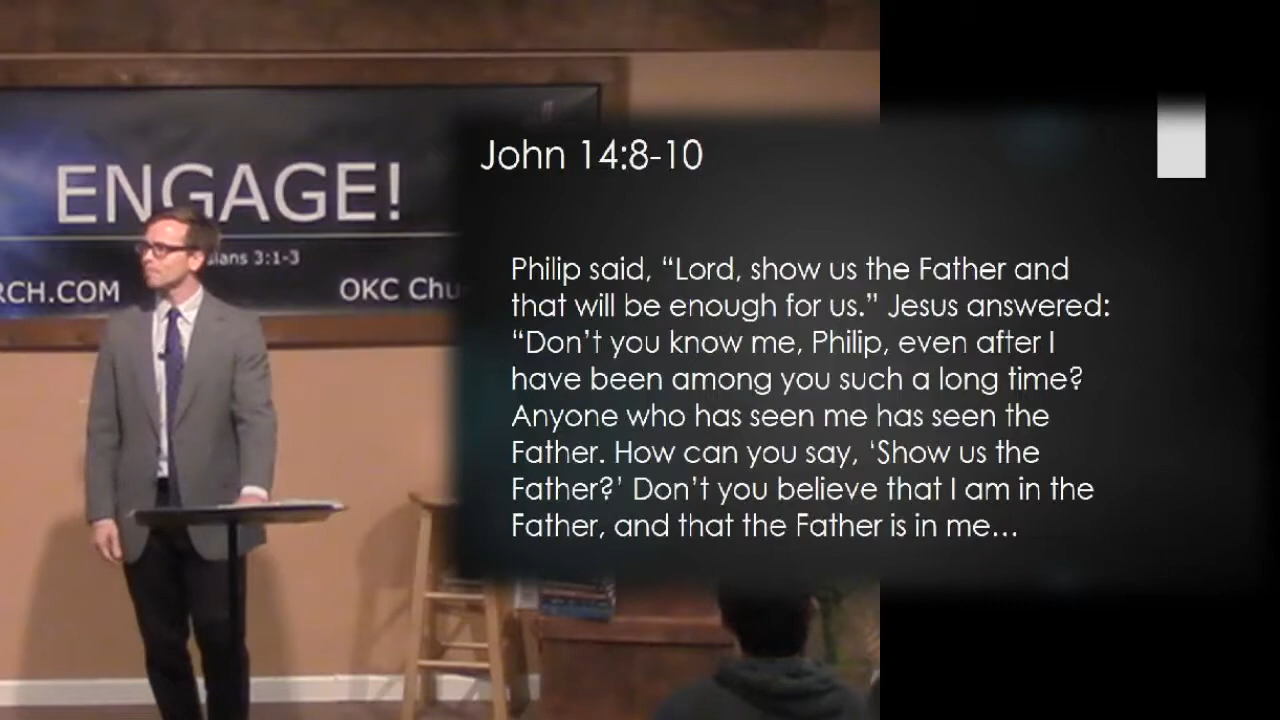 ENGAGE!
ians 3:1-3
RCH.COM
OKC Chu
John 14:8-10
Philip said, “Lord, show us the Father and
that will be enough for us.” Jesus answered:
“Don’t you know me, Philip, even after I
have been among you such a long time?
Anyone who has seen me has seen the
Father. How can you say, ‘Show us the
Father?’ Don’t you believe that I am in the
Father, and that the Father is in me…